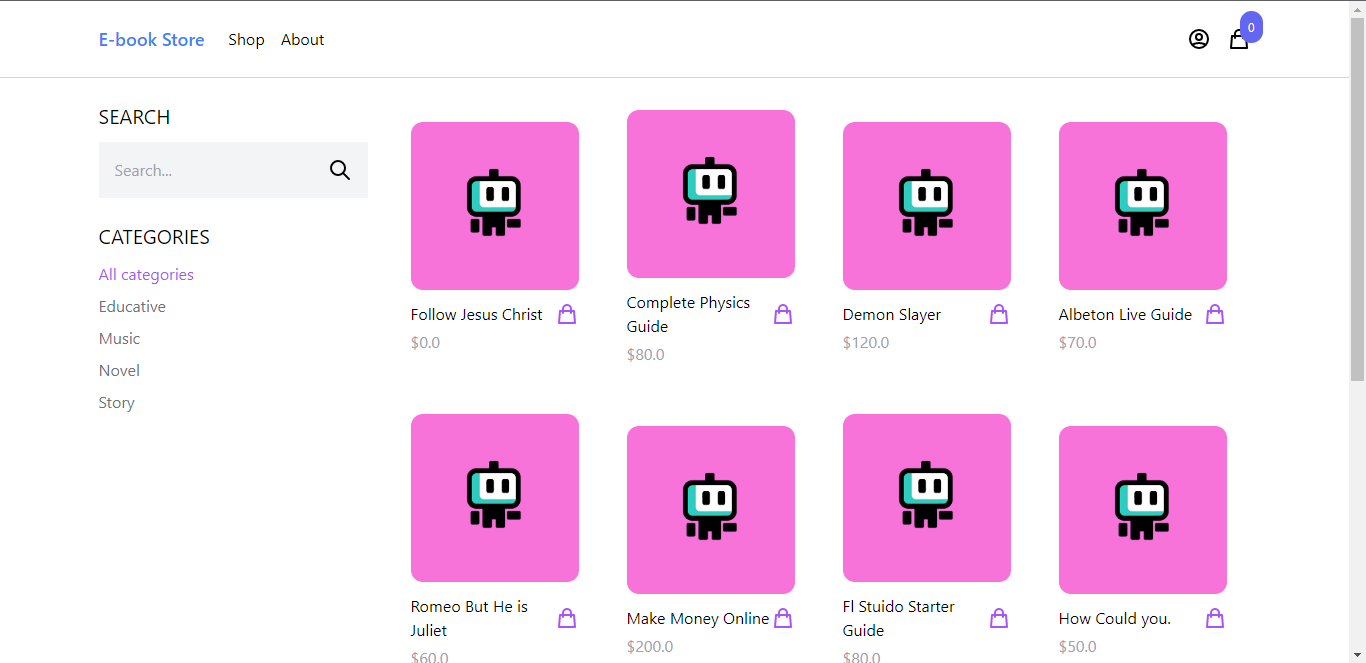 E-book Store
Shop
About
0
SEARCH
Search...
CATEGORIES
All categories
Educative
Music
Novel
Story
Follow Jesus Christ
$0.0
Complete Physics
Guide
$80.0
Demon Slayer
$120.0
Albeton Live Guide
$70.0
Romeo But He is
Juliet
$60.0
Make Money Online
$200.0
Fl Stuido Starter
Guide
$80.0
How Could you.
$50.0